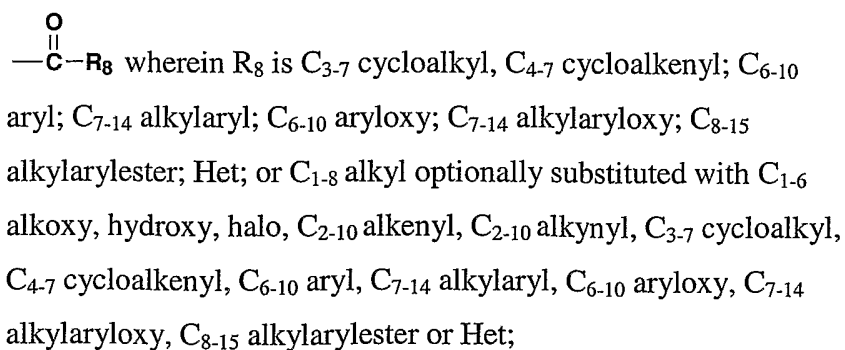 O
—C–R₈ wherein R₈ is C₃₋₇ cycloalkyl, C₄₋₇ cycloalkenyl; C₆₋₁₀
aryl; C₇₋₁₄ alkylaryl; C₆₋₁₀ aryloxy; C₇₋₁₄ alkylaryloxy; C₈₋₁₅
alkylarylester; Het; or C₁₋₈ alkyl optionally substituted with C₁₋₆
alkoxy, hydroxy, halo, C₂₋₁₀ alkenyl, C₂₋₁₀ alkynyl, C₃₋₇ cycloalkyl,
C₄₋₇ cycloalkenyl, C₆₋₁₀ aryl, C₇₋₁₄ alkylaryl, C₆₋₁₀ aryloxy, C₇₋₁₄
alkylaryloxy, C₈₋₁₅ alkylarylester or Het;